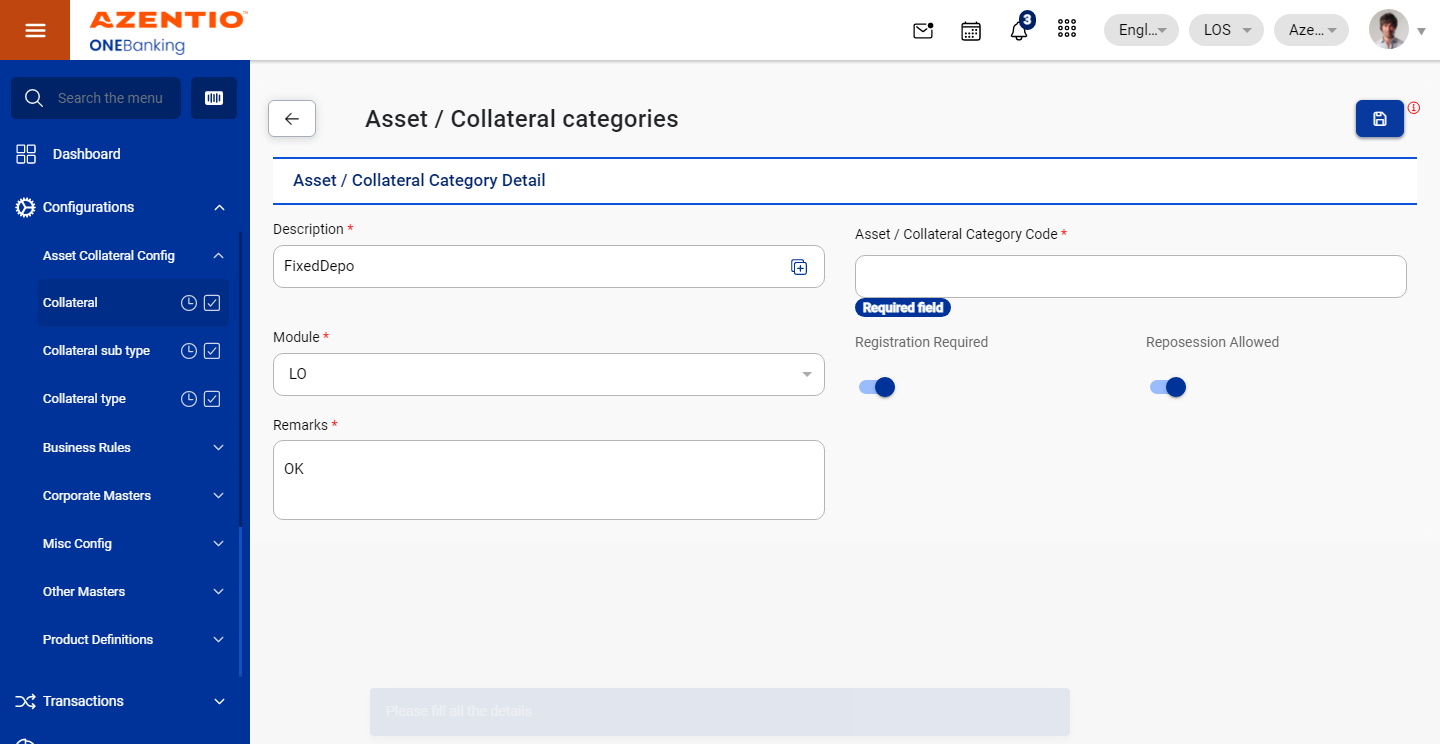 AZENTIO™
ONEBanking
3
Engl...
LOS
Aze...
Search the menu
Dashboard
Configurations
Asset Collateral Config
Collateral
Collateral sub type
Collateral type
Business Rules
Corporate Masters
Misc Config
Other Masters
Product Definitions
Transactions
Asset / Collateral categories
Asset / Collateral Category Detail
Description *
FixedDepo
Asset / Collateral Category Code *
Required field
Module *
LO
Registration Required
Reposession Allowed
Remarks *
OK
Please fill all the details